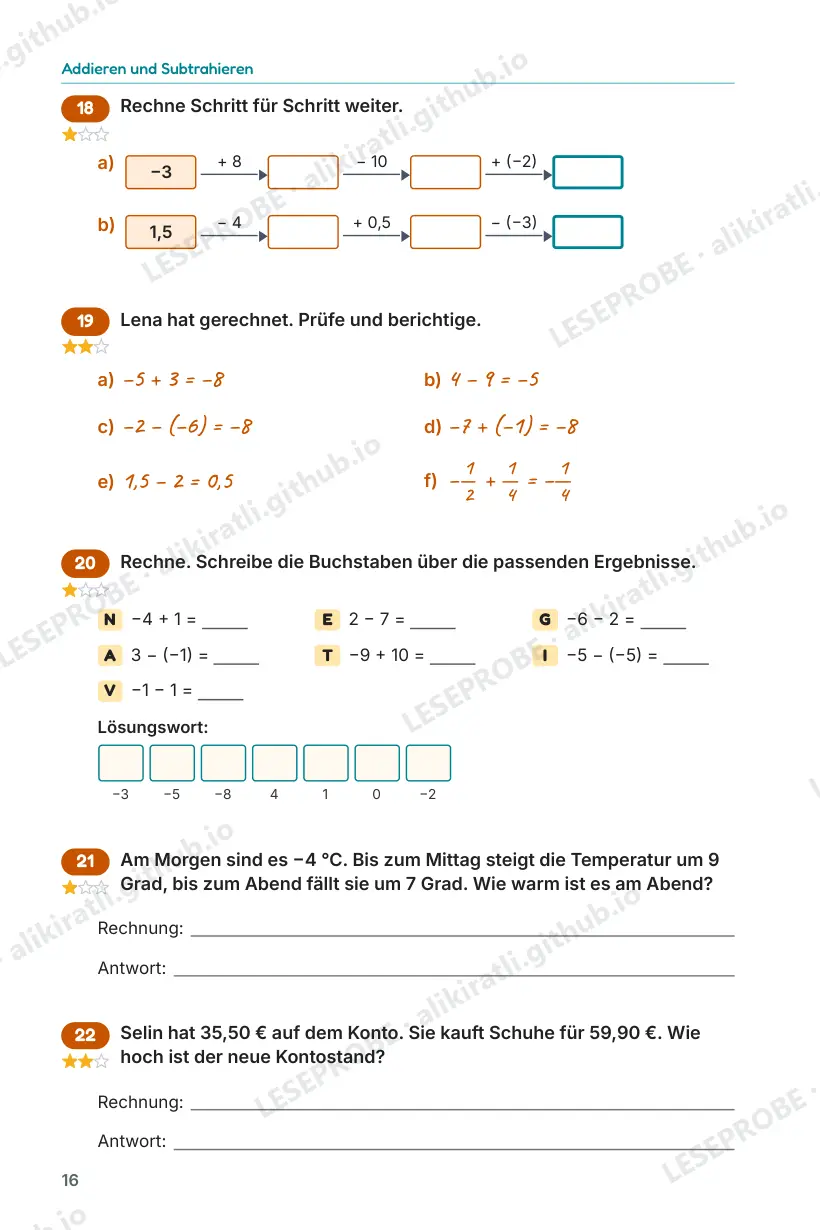 Addieren und Subtrahieren
18 Rechne Schritt für Schritt weiter.
a) −3 + 8 − 10 + (−2)
b) 1,5 − 4 + 0,5 − (−3)
19 Lena hat gerechnet. Prüfe und berichtige.
a) −5 + 3 = −8 b) 4 − 9 = −5
c) −2 − (−6) = −8 d) −7 + (−1) = −8
e) 1,5 − 2 = 0,5 f) −1/2 + 1/4 = −1/4
20 Rechne. Schreibe die Buchstaben über die passenden Ergebnisse.
N −4 + 1 = _____ E 2 − 7 = _____ G −6 − 2 = _____
A 3 − (−1) = _____ T −9 + 10 = _____ I −5 − (−5) = _____
V −1 − 1 = _____
Lösungswort:
−3 −5 −8 4 1 0 −2
21 Am Morgen sind es −4 °C. Bis zum Mittag steigt die Temperatur um 9
Grad, bis zum Abend fällt sie um 7 Grad. Wie warm ist es am Abend?
Rechnung:
Antwort:
22 Selin hat 35,50 € auf dem Konto. Sie kauft Schuhe für 59,90 €. Wie
hoch ist der neue Kontostand?
Rechnung:
Antwort:
16
LESEPROBE · alikiratli.github.io